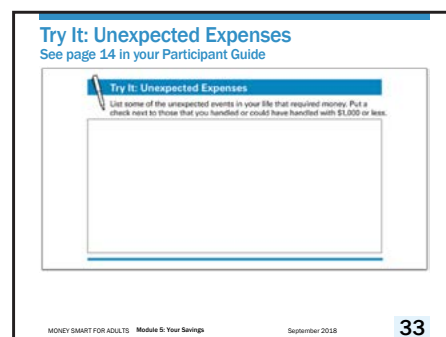 Try It: Unexpected Expenses
See page 14 in your Participant Guide
Try It: Unexpected Expenses
List some of the unexpected events in your life that required money. Put a
check next to those that you handled or could have handled with $1,000 or less.
MONEY SMART FOR ADULTS Module 5: Your Savings September 2018 33